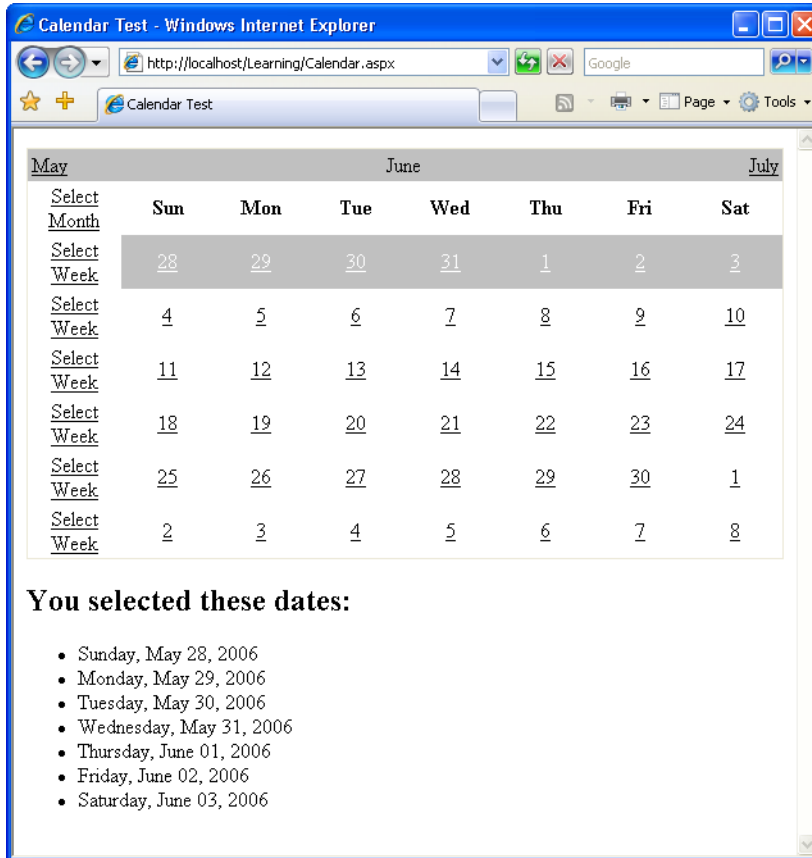 Calendar Test - Windows Internet Explorer
http://localhost/Learning/Calendar.aspx
Google
Calendar Test
Page
Tools
May June July
Select
Month
Sun Mon Tue Wed Thu Fri Sat
Select
Week
28 29 30 31 1 2 3
Select
Week
4 5 6 7 8 9 10
Select
Week
11 12 13 14 15 16 17
Select
Week
18 19 20 21 22 23 24
Select
Week
25 26 27 28 29 30 1
Select
Week
2 3 4 5 6 7 8
You selected these dates:
• Sunday, May 28, 2006
• Monday, May 29, 2006
• Tuesday, May 30, 2006
• Wednesday, May 31, 2006
• Thursday, June 01, 2006
• Friday, June 02, 2006
• Saturday, June 03, 2006